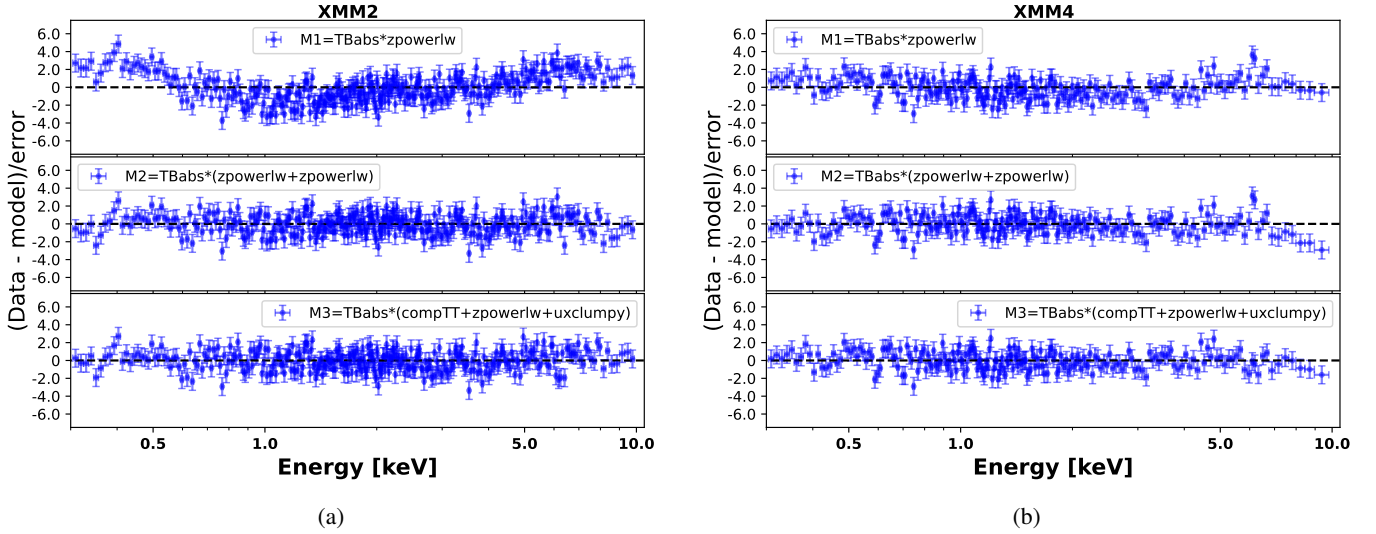 XMM2
6.0
4.0
2.0
0
-2.0
-4.0
-6.0
M1=TBabs*zpowerlw
6.0
4.0
2.0
0
-2.0
-4.0
-6.0
M2=TBabs*(zpowerlw+zpowerlw)
6.0
4.0
2.0
0
-2.0
-4.0
-6.0
M3=TBabs*(compTT+zpowerlw+uxclumpy)
(Data - model)/error
0.5 1.0 5.0 10.0
Energy [keV]
(a)
XMM4
6.0
4.0
2.0
0
-2.0
-4.0
-6.0
M1=TBabs*zpowerlw
6.0
4.0
2.0
0
-2.0
-4.0
-6.0
M2=TBabs*(zpowerlw+zpowerlw)
6.0
4.0
2.0
0
-2.0
-4.0
-6.0
M3=TBabs*(compTT+zpowerlw+uxclumpy)
(Data - model)/error
0.5 1.0 5.0 10.0
Energy [keV]
(b)